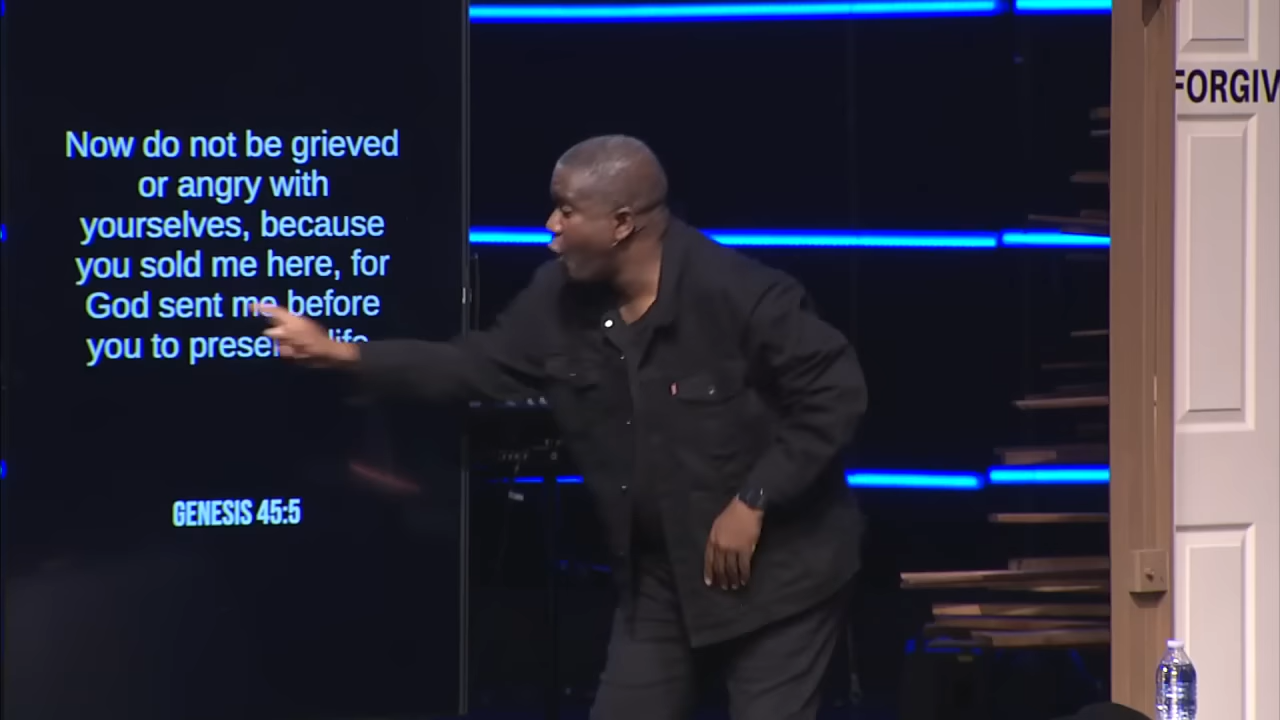 Now do not be grieved
or angry with
yourselves, because
you sold me here, for
God sent me before
you to life
GENESIS 45:5
FORGIV